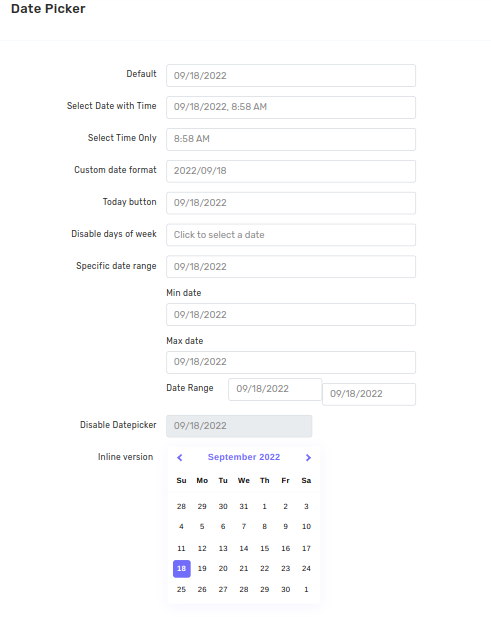 Date Picker
Default 09/18/2022
Select Date with Time 09/18/2022, 8:58 AM
Select Time Only 8:58 AM
Custom date format 2022/09/18
Today button 09/18/2022
Disable days of week Click to select a date
Specific date range 09/18/2022
Min date
09/18/2022
Max date
09/18/2022
Date Range 09/18/2022 09/18/2022
Disable Datepicker 09/18/2022
Inline version September 2022
Su Mo Tu We Th Fr Sa
28 29 30 31 1 2 3
4 5 6 7 8 9 10
11 12 13 14 15 16 17
18 19 20 21 22 23 24
25 26 27 28 29 30 1